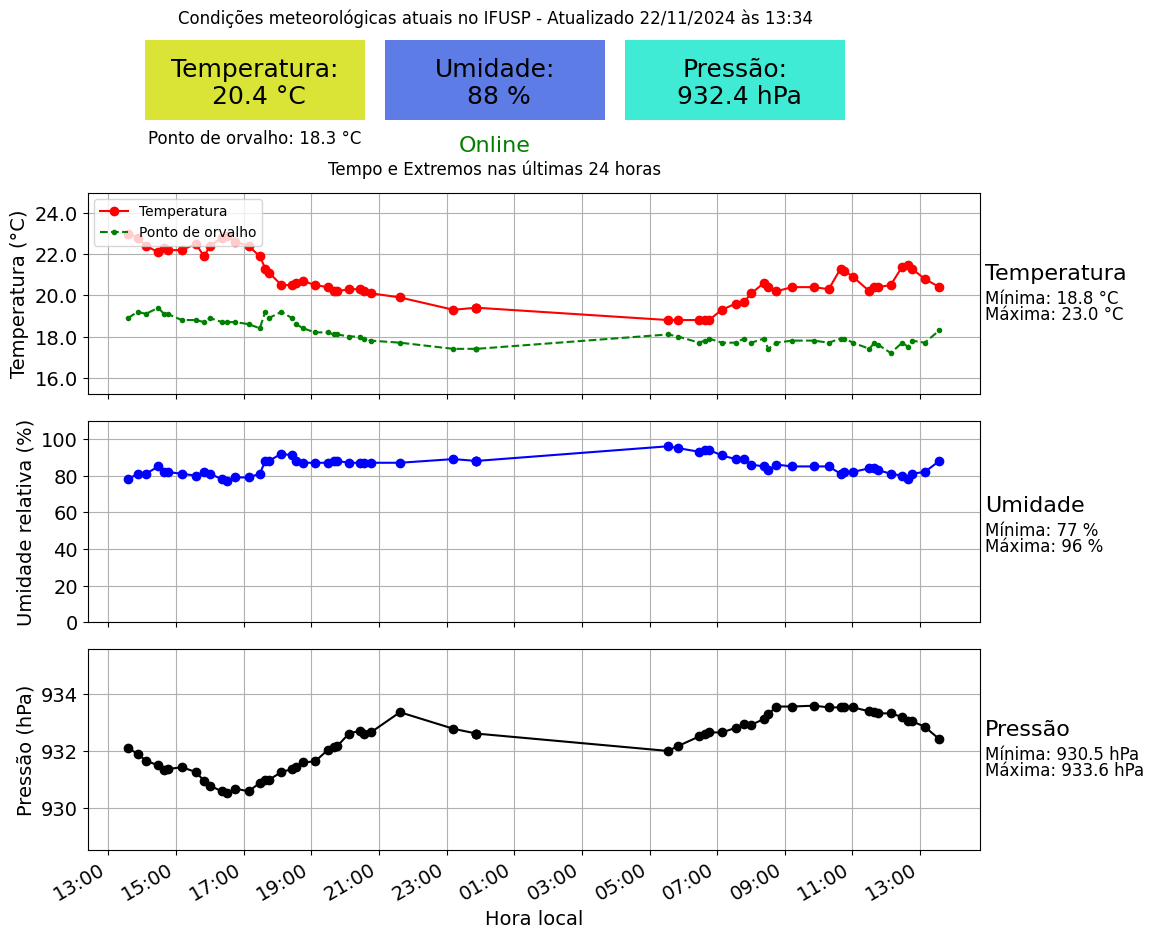 Condições meteorológicas atuais no IFUSP - Atualizado 22/11/2024 às 13:34
Temperatura:
20.4 °C
Umidade:
88 %
Pressão:
932.4 hPa
Ponto de orvalho: 18.3 °C
Online
Tempo e Extremos nas últimas 24 horas
Temperatura (°C)
24.0
22.0
20.0
18.0
16.0
Temperatura
Ponto de orvalho
Temperatura
Mínima: 18.8 °C
Máxima: 23.0 °C
Umidade relativa (%)
100
80
60
40
20
0
Umidade
Mínima: 77 %
Máxima: 96 %
Pressão (hPa)
934
932
930
Pressão
Mínima: 930.5 hPa
Máxima: 933.6 hPa
13:00
15:00
17:00
19:00
21:00
23:00
01:00
03:00
05:00
07:00
09:00
11:00
13:00
Hora local